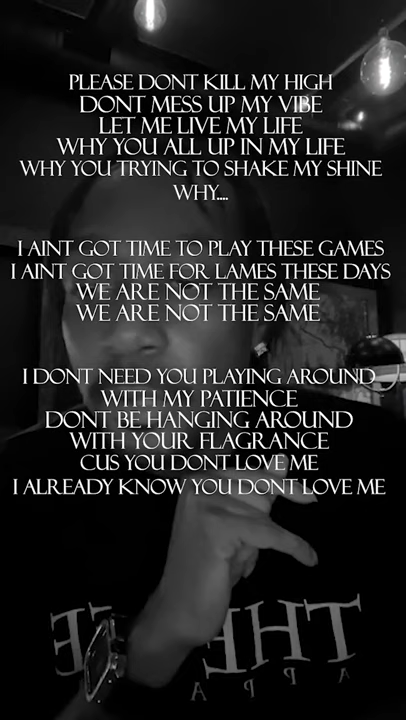 PLEASE DONT KILL MY HIGH
DONT MESS UP MY VIBE
LET ME LIVE MY LIFE
WHY YOU ALL UP IN MY LIFE
WHY YOU TRYING TO SHAKE MY SHINE
WHY....
I AINT GOT TIME TO PLAY THESE GAMES
I AINT GOT TIME FOR LAMES THESE DAYS
WE ARE NOT THE SAME
WE ARE NOT THE SAME
I DONT NEED YOU PLAYING AROUND
WITH MY PATIENCE
DONT BE HANGING AROUND
WITH YOUR FLAGRANCE
CUS YOU DONT LOVE ME
I ALREADY KNOW YOU DONT LOVE ME
THE